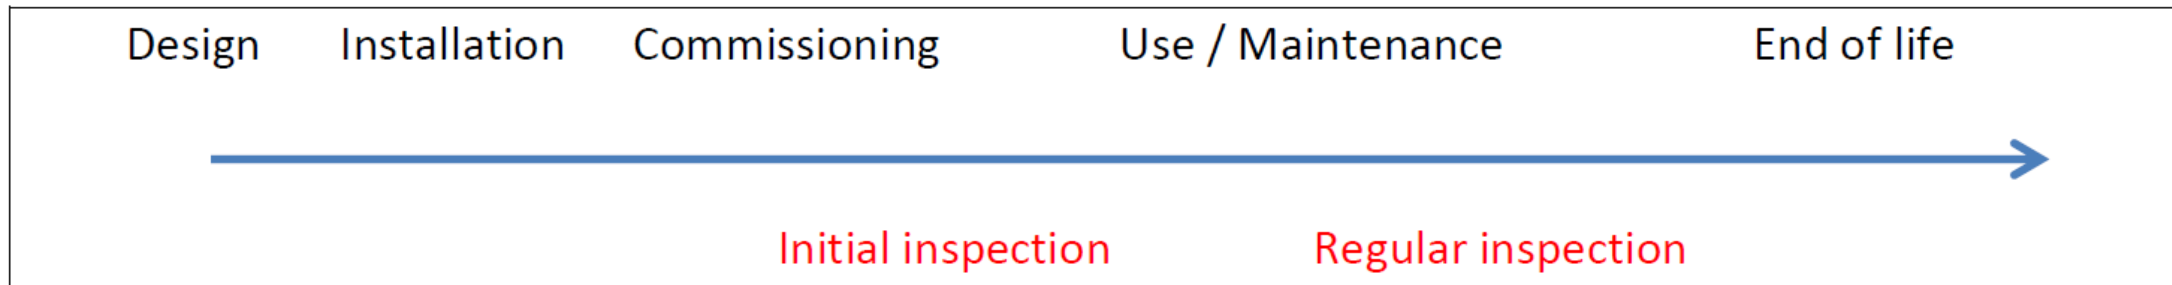 Design Installation Commissioning Use / Maintenance End of life
Initial inspection Regular inspection